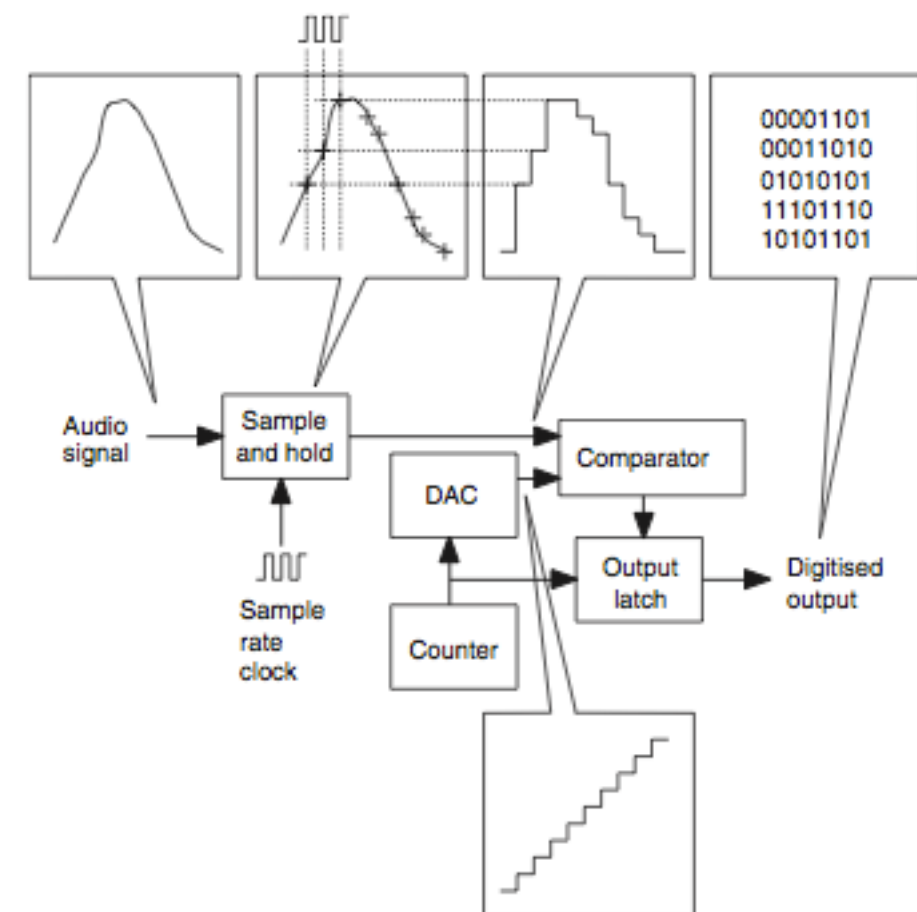 00001101
00011010
01010101
11101110
10101101
Audio
signal
Sample
and hold
Comparator
DAC
Sample
rate
clock
Counter
Output
latch
Digitised
output